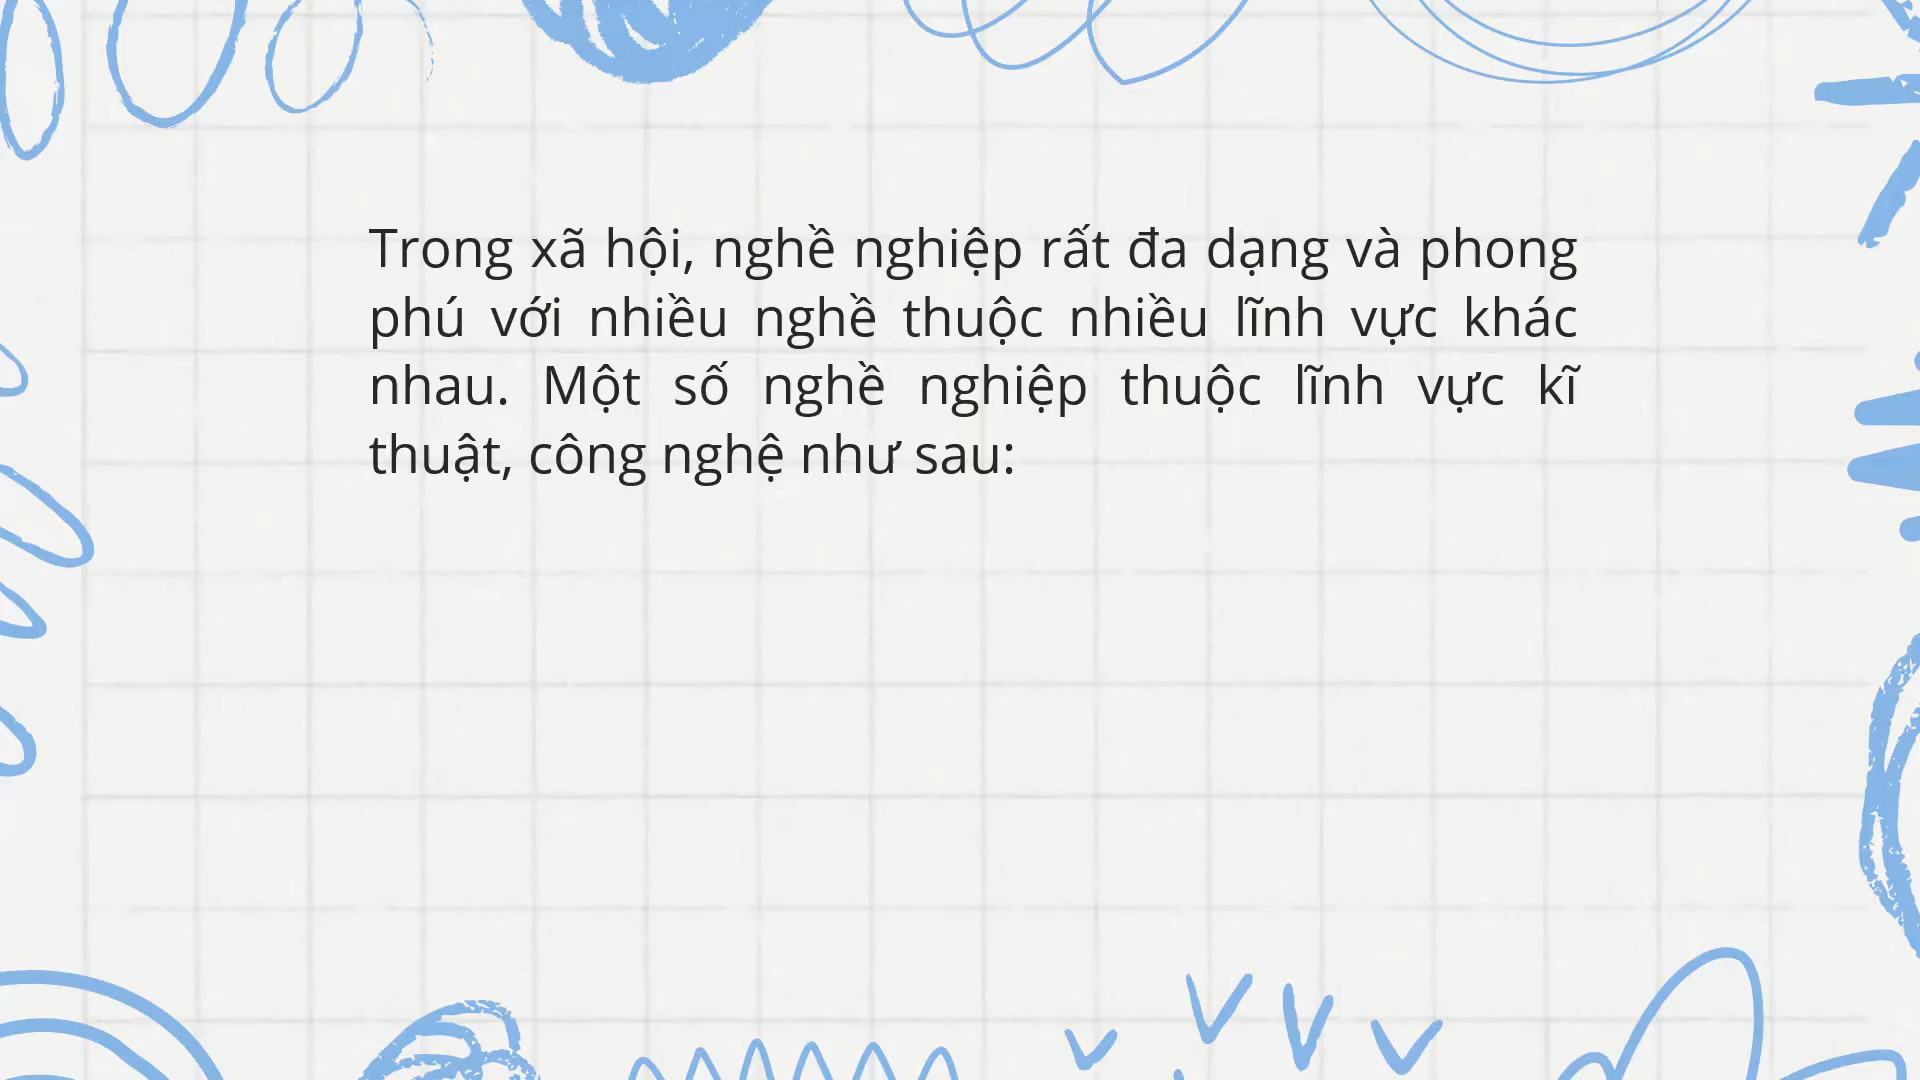 Trong xã hội, nghề nghiệp rất đa dạng và phong
phú với nhiều nghề thuộc nhiều lĩnh vực khác
nhau. Một số nghề nghiệp thuộc lĩnh vực kĩ
thuật, công nghệ như sau: